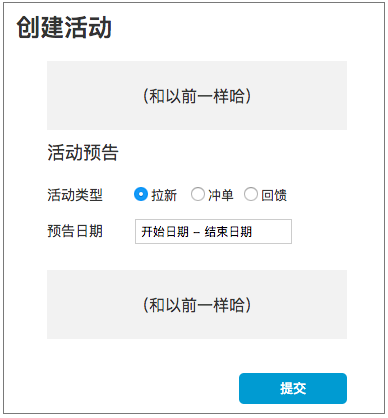 创建活动
（和以前一样哈）
活动预告
活动类型 拉新 冲单 回馈
预告日期 开始日期 – 结束日期
（和以前一样哈）
提交